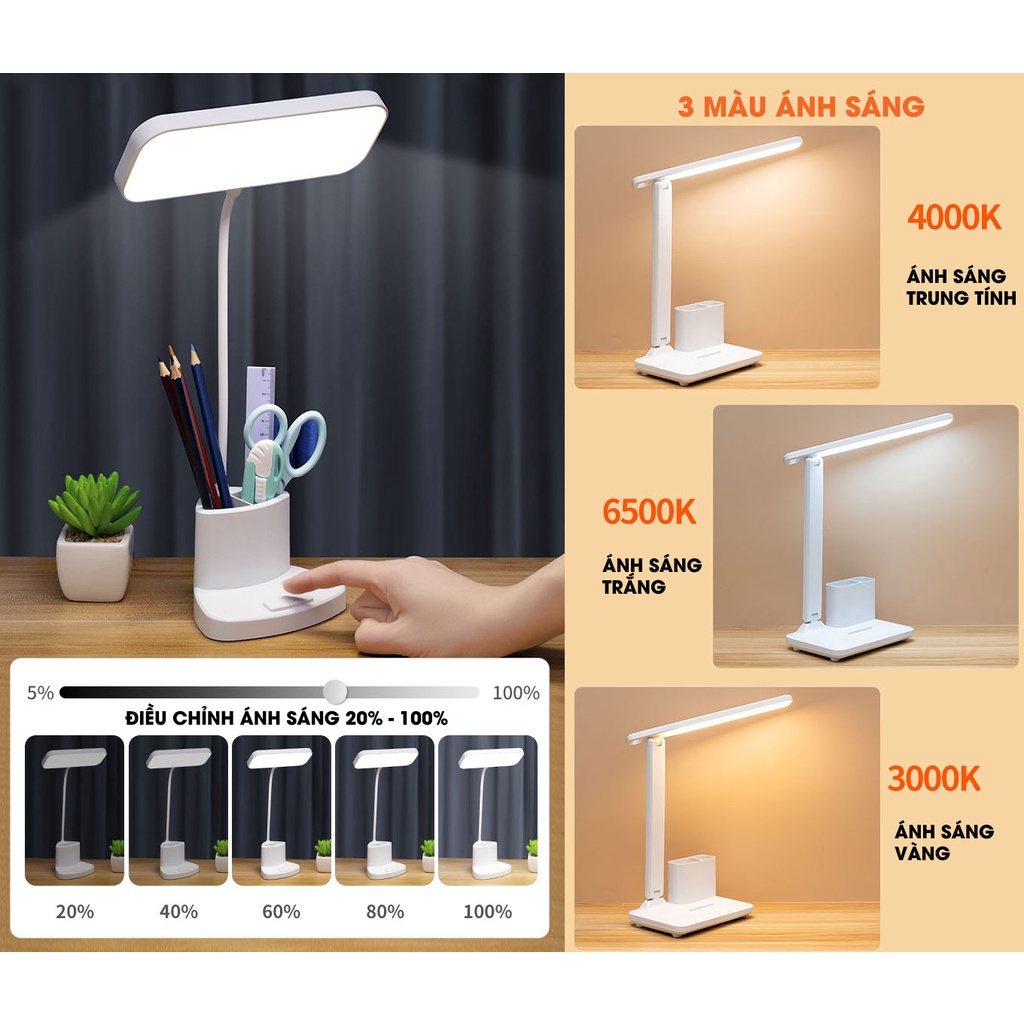 3 MÀU ÁNH SÁNG
4000K
ÁNH SÁNG
TRUNG TÍNH
6500K
ÁNH SÁNG
TRẮNG
3000K
ÁNH SÁNG
VÀNG
5% 100%
ĐIỀU CHỈNH ÁNH SÁNG 20% - 100%
20% 40% 60% 80% 100%